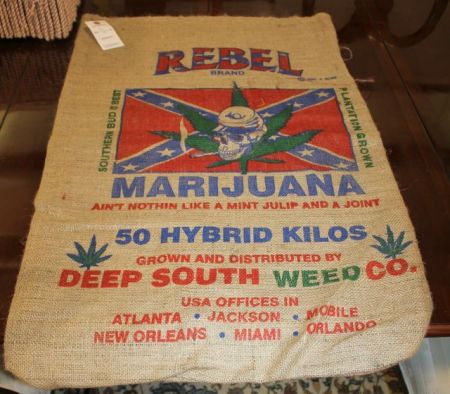 REBEL
BRAND
SOUTHERN BUD @ BEST
PLANTATION GROWN
MARIJUANA
AIN'T NOTHIN LIKE A MINT JULIP AND A JOINT
50 HYBRID KILOS
GROWN AND DISTRIBUTED BY
DEEP SOUTH WEED CO.
USA OFFICES IN
ATLANTA • JACKSON • MOBILE
NEW ORLEANS • MIAMI • ORLANDO